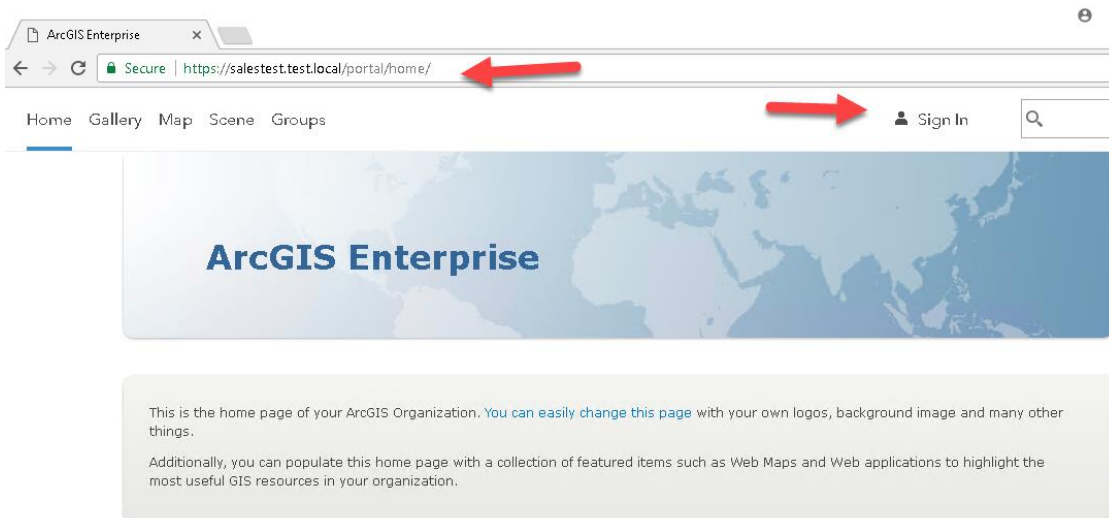 ArcGIS Enterprise
Secure | https://salestest.test.local/portal/home/
Home Gallery Map Scene Groups Sign In
ArcGIS Enterprise
This is the home page of your ArcGIS Organization. You can easily change this page with your own logos, background image and many other
things.
Additionally, you can populate this home page with a collection of featured items such as Web Maps and Web applications to highlight the
most useful GIS resources in your organization.